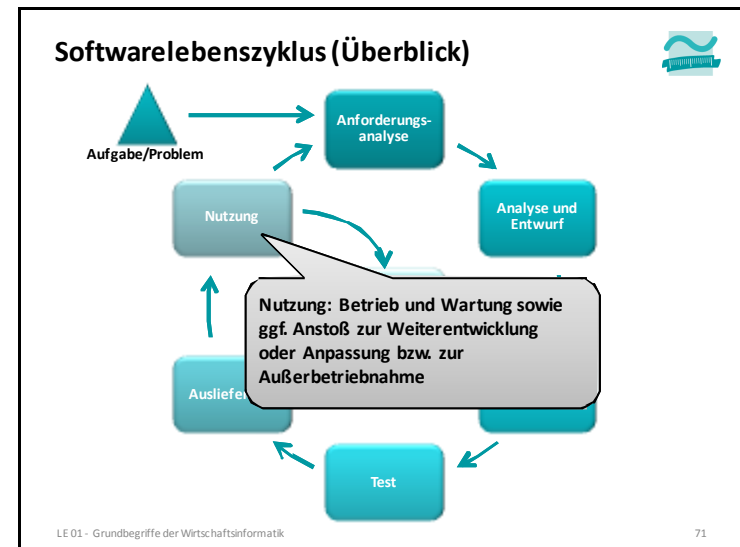 Softwarelebenszyklus (Überblick)
Anforderungs-
analyse
Aufgabe/Problem
Nutzung
Analyse und
Entwurf
Nutzung: Betrieb und Wartung sowie
ggf. Anstoß zur Weiterentwicklung
oder Anpassung bzw. zur
Außerbetriebnahme
Ausliefe
Test
LE 01 - Grundbegriffe der Wirtschaftsinformatik
71